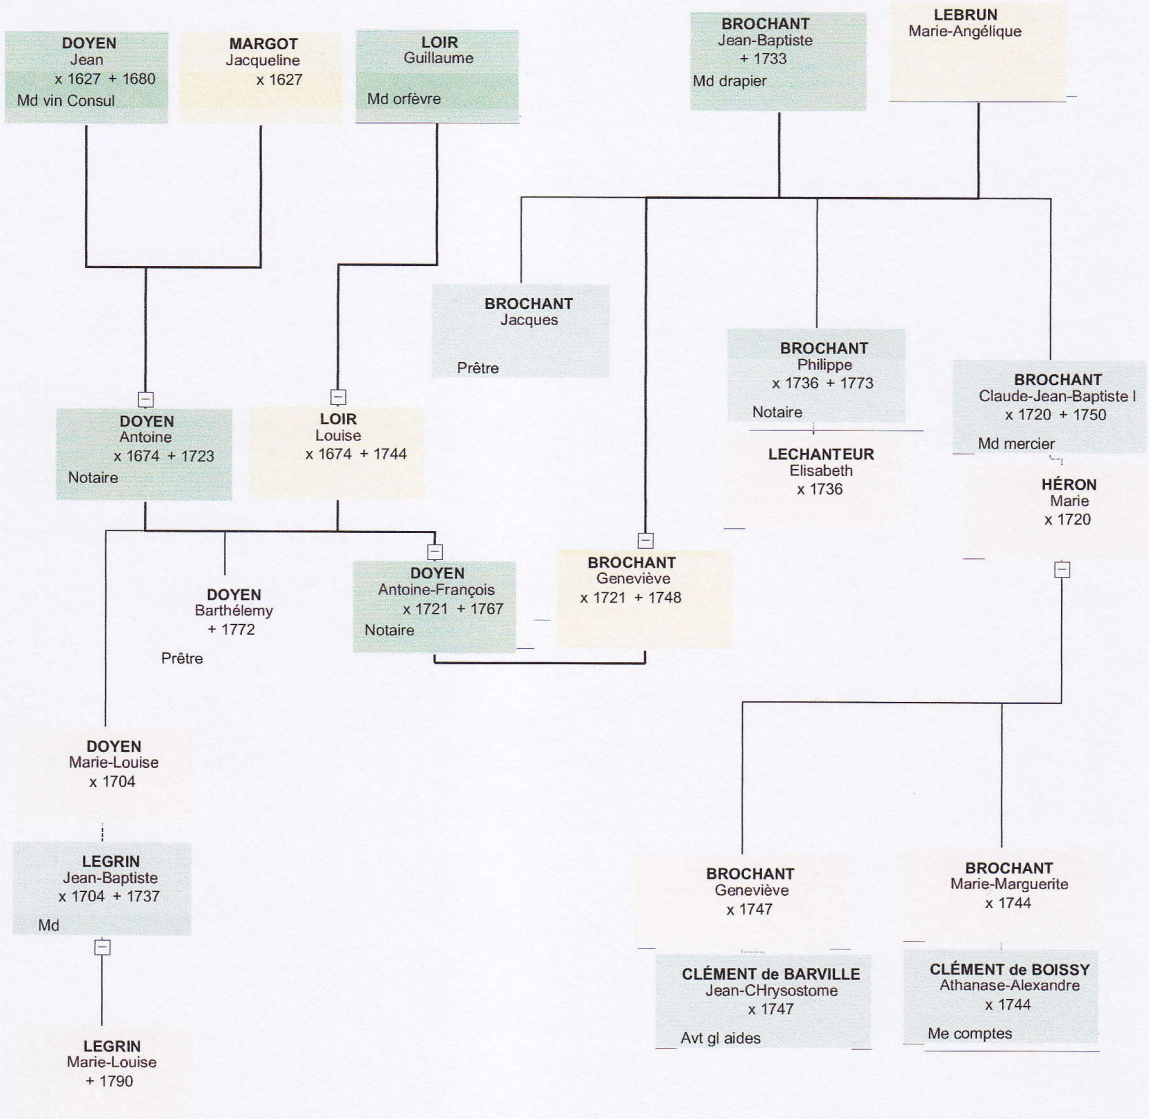 DOYEN
Jean
x 1627 + 1680
Md vin Consul
MARGOT
Jacqueline
x 1627
LOIR
Guillaume
Md orfèvre
BROCHANT
Jean-Baptiste
+ 1733
Md drapier
LEBRUN
Marie-Angélique
BROCHANT
Jacques
Prêtre
BROCHANT
Philippe
x 1736 + 1773
Notaire
LECHANTEUR
Elisabeth
x 1736
BROCHANT
Claude-Jean-Baptiste I
x 1720 + 1750
Md mercier
HÉRON
Marie
x 1720
DOYEN
Antoine
x 1674 + 1723
Notaire
LOIR
Louise
x 1674 + 1744
DOYEN
Barthélemy
+ 1772
Prêtre
DOYEN
Antoine-François
x 1721 + 1767
Notaire
BROCHANT
Geneviève
x 1721 + 1748
DOYEN
Marie-Louise
x 1704
LEGRIN
Jean-Baptiste
x 1704 + 1737
Md
LEGRIN
Marie-Louise
+ 1790
BROCHANT
Geneviève
x 1747
CLÉMENT de BARVILLE
Jean-CHrysostome
x 1747
Avt gl aides
BROCHANT
Marie-Marguerite
x 1744
CLÉMENT de BOISSY
Athanase-Alexandre
x 1744
Me comptes